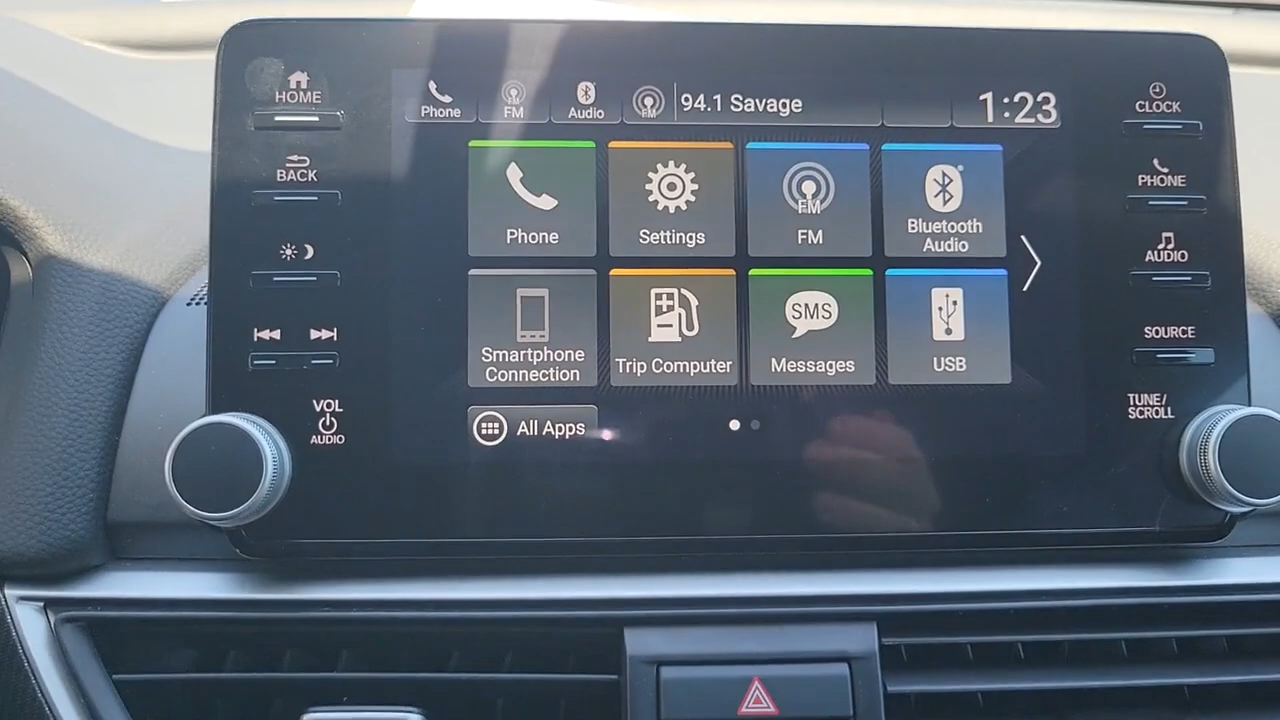 HOME
BACK
VOL
AUDIO
Phone
FM
FM
Audio
FM
94.1 Savage
1:23
Phone
Settings
FM
FM
Bluetooth
Audio
Smartphone
Connection
Trip Computer
SMS
Messages
USB
All Apps
CLOCK
PHONE
AUDIO
SOURCE
TUNE/
SCROLL